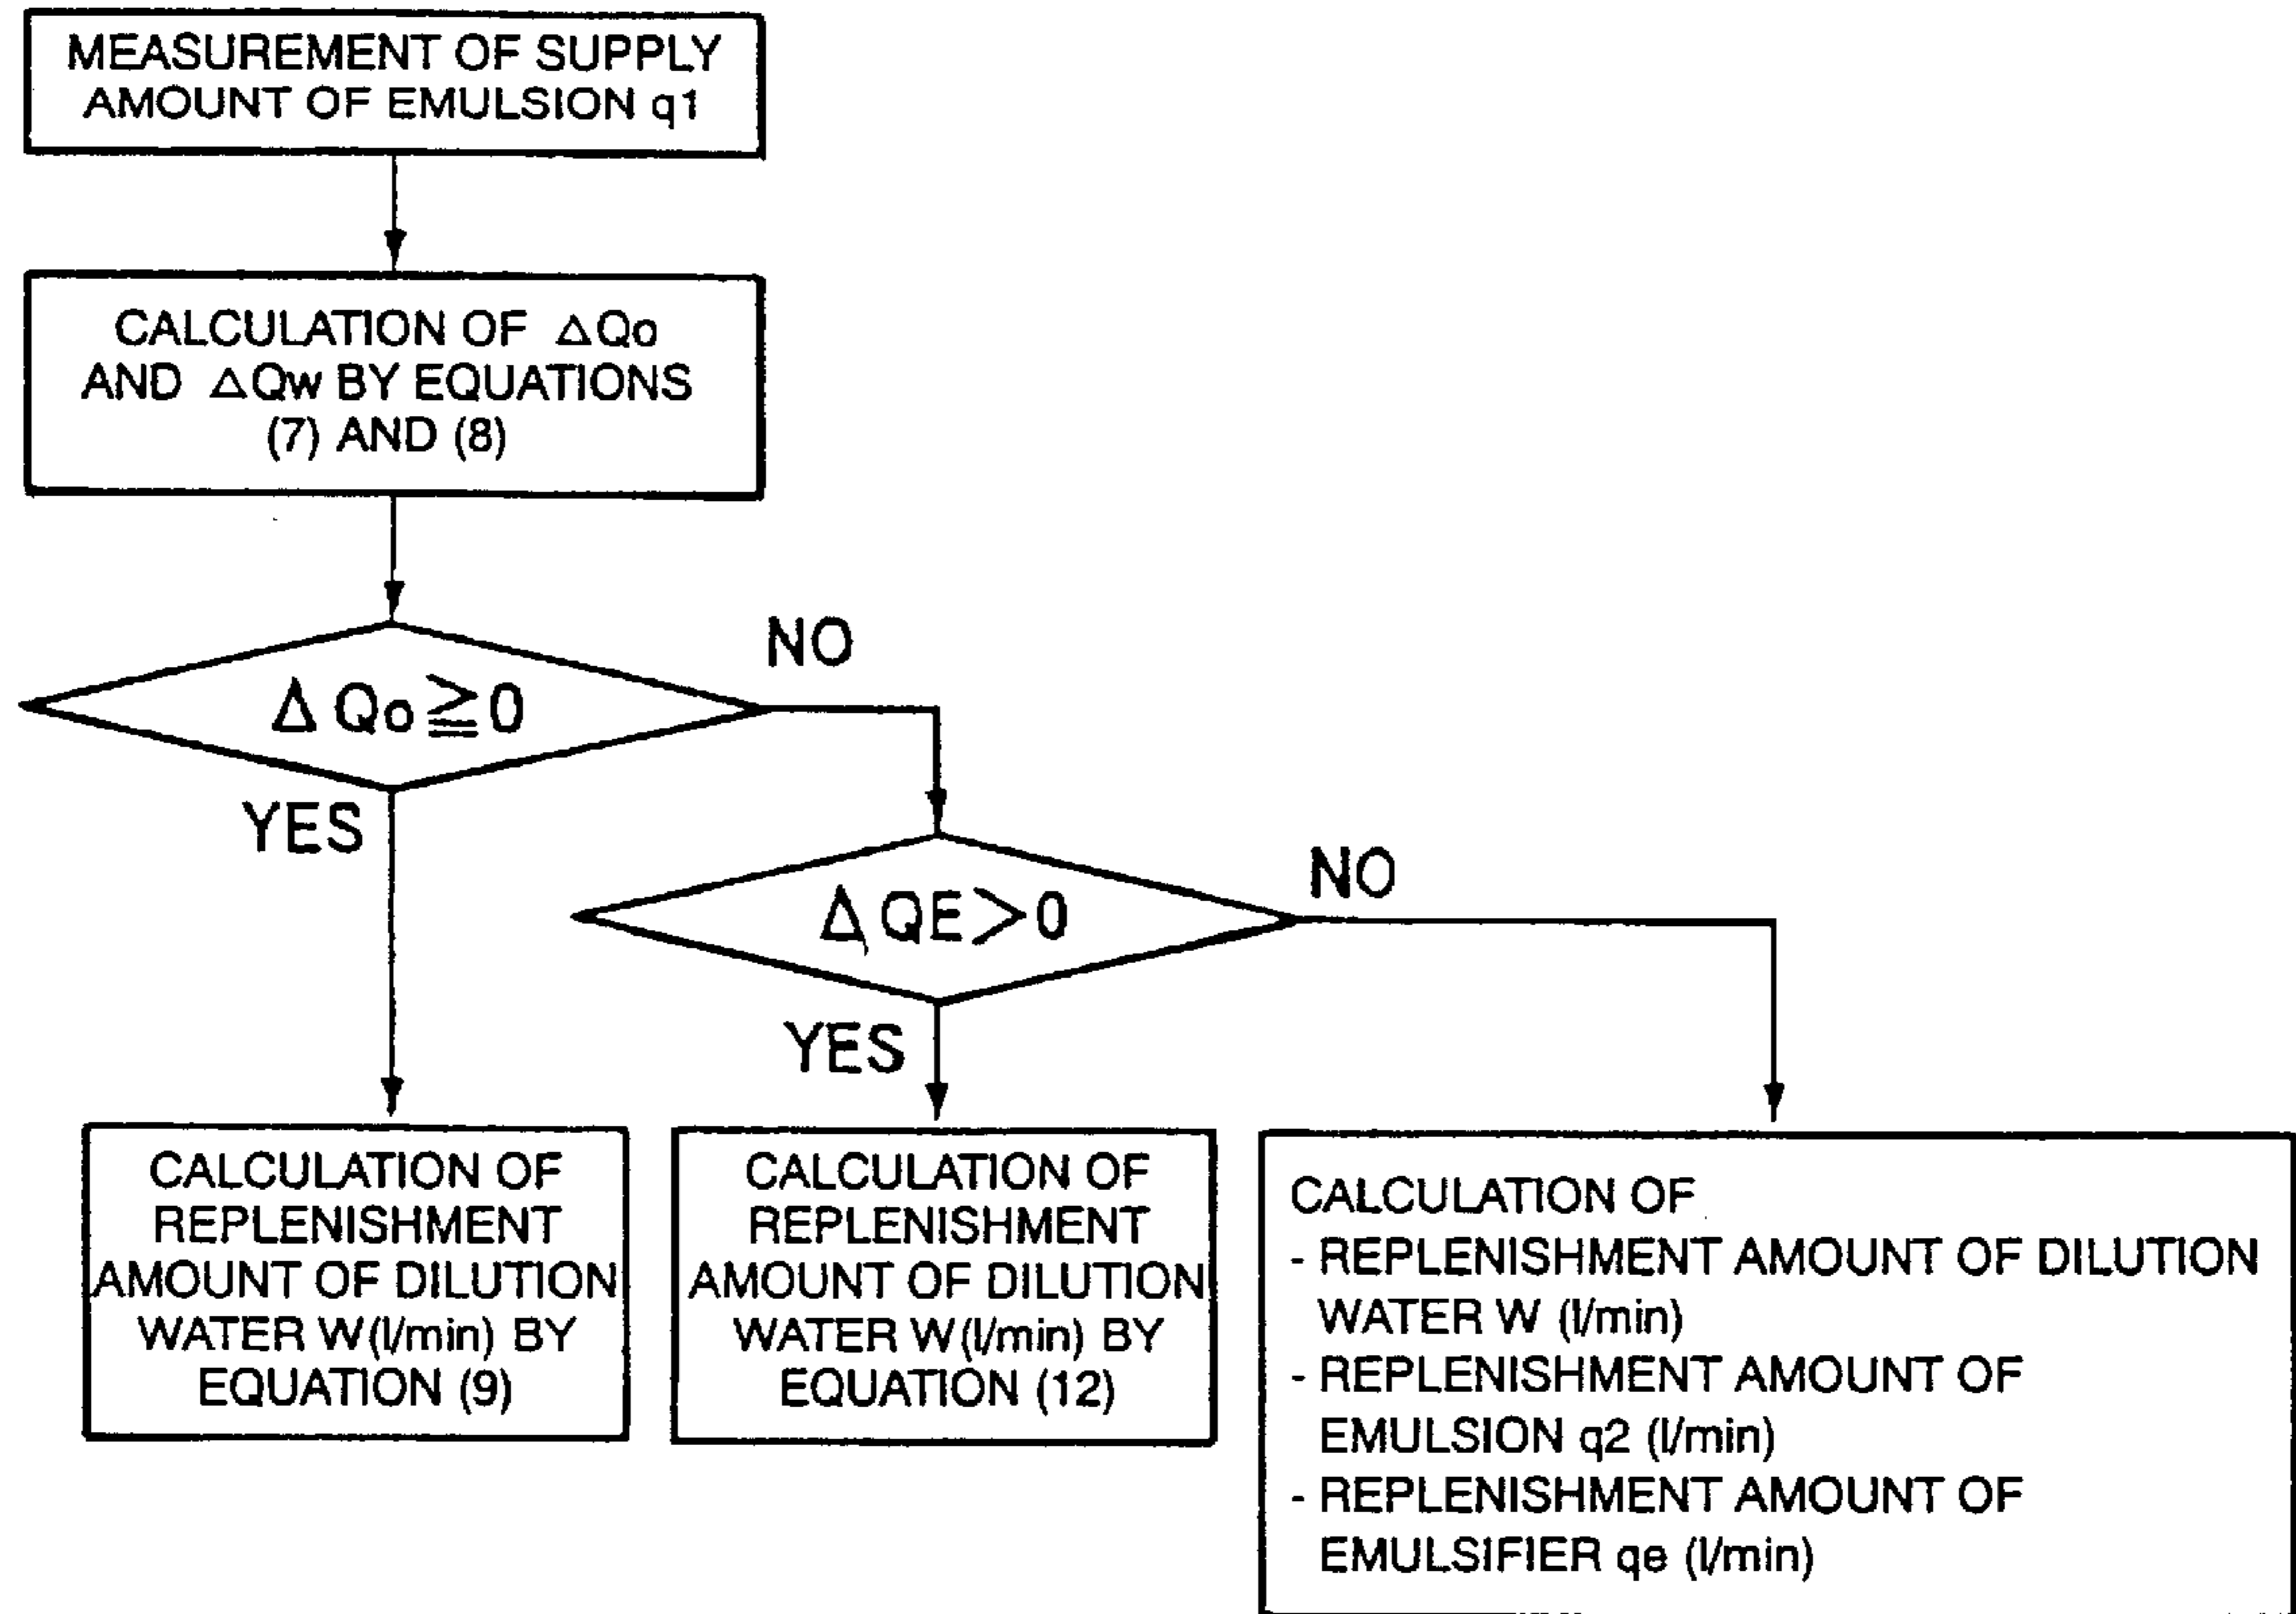 MEASUREMENT OF SUPPLY
AMOUNT OF EMULSION q1
CALCULATION OF ΔQo
AND ΔQw BY EQUATIONS
(7) AND (8)
ΔQo≧0
NO
YES
ΔQE>0
NO
YES
CALCULATION OF
REPLENISHMENT
AMOUNT OF DILUTION
WATER W(l/min) BY
EQUATION (9)
CALCULATION OF
REPLENISHMENT
AMOUNT OF DILUTION
WATER W(l/min) BY
EQUATION (12)
CALCULATION OF
- REPLENISHMENT AMOUNT OF DILUTION
WATER W (l/min)
- REPLENISHMENT AMOUNT OF
EMULSION q2 (l/min)
- REPLENISHMENT AMOUNT OF
EMULSIFIER qe (l/min)